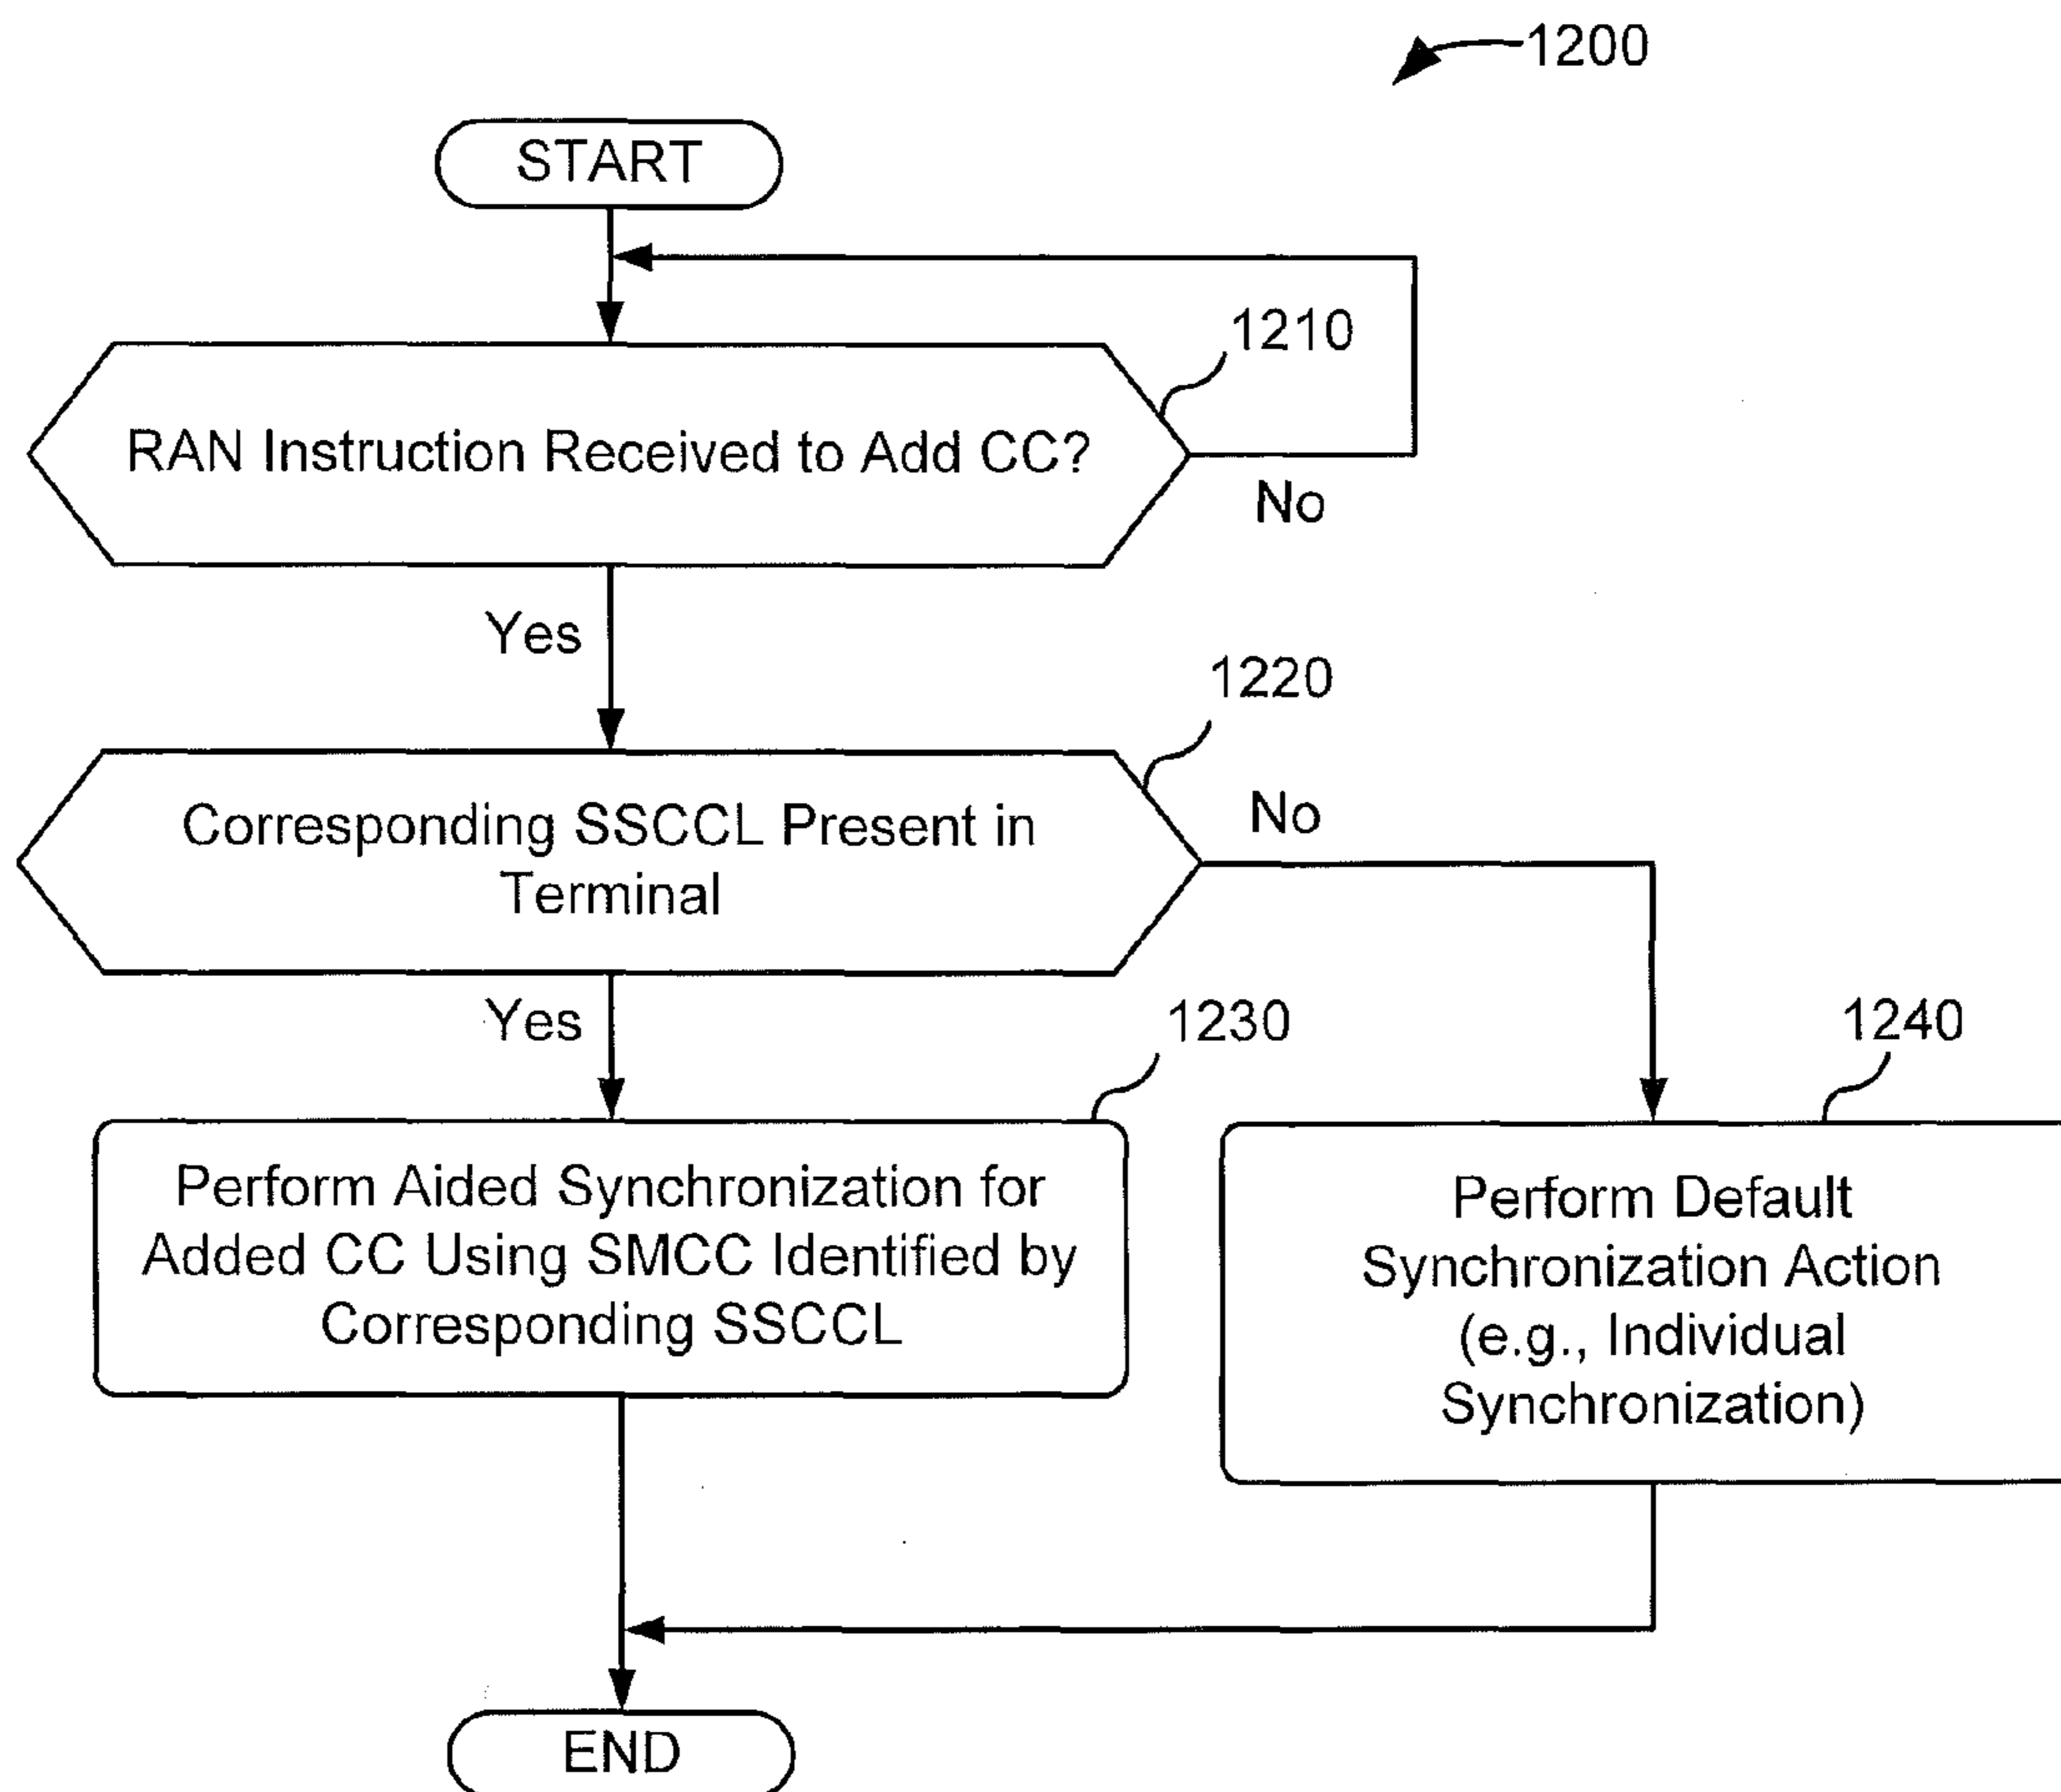 1200
START
1210
RAN Instruction Received to Add CC?
No
Yes
1220
Corresponding SSCCL Present in
Terminal
No
Yes
1230
1240
Perform Aided Synchronization for
Added CC Using SMCC Identified by
Corresponding SSCCL
Perform Default
Synchronization Action
(e.g., Individual
Synchronization)
END